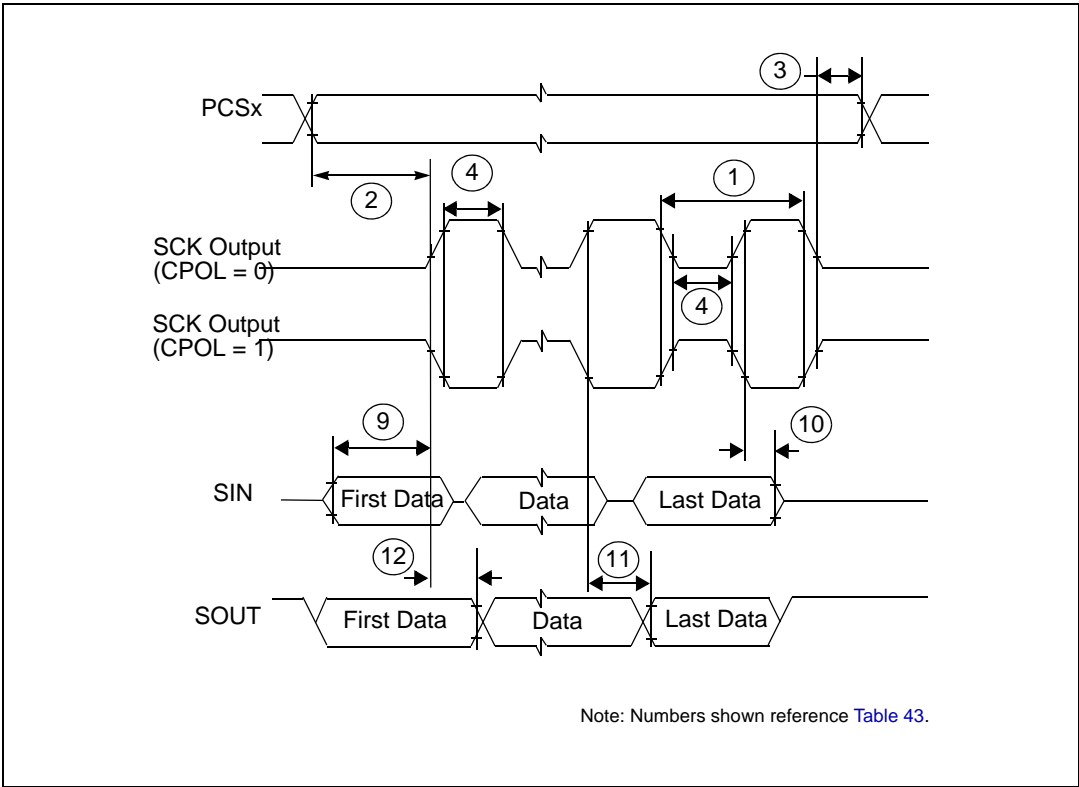 3
PCSx
4
1
2
SCK Output
(CPOL = 0)
4
SCK Output
(CPOL = 1)
9
10
SIN
First Data
Data
Last Data
12
11
SOUT
First Data
Data
Last Data
Note: Numbers shown reference Table 43.